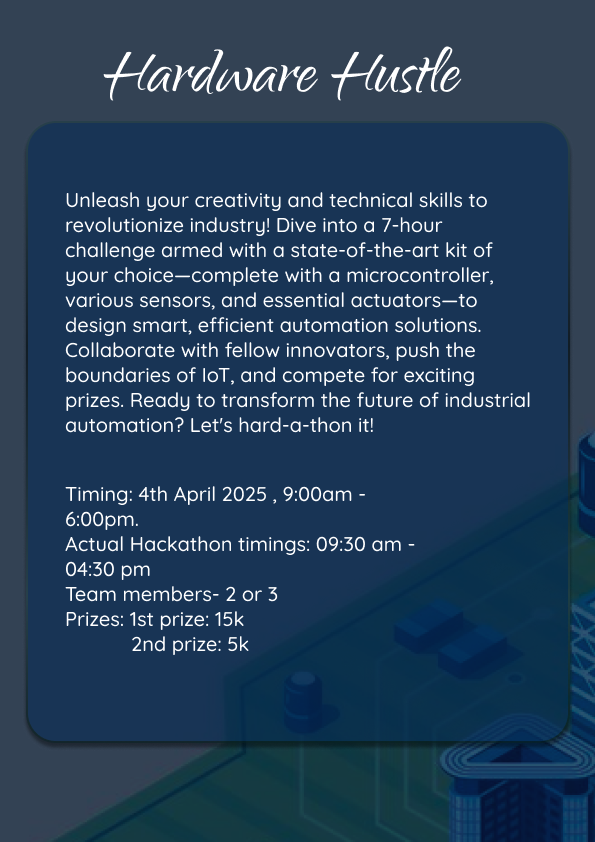 Hardware Hustle
Unleash your creativity and technical skills to
revolutionize industry! Dive into a 7-hour
challenge armed with a state-of-the-art kit of
your choice—complete with a microcontroller,
various sensors, and essential actuators—to
design smart, efficient automation solutions.
Collaborate with fellow innovators, push the
boundaries of IoT, and compete for exciting
prizes. Ready to transform the future of industrial
automation? Let's hard-a-thon it!
Timing: 4th April 2025 , 9:00am -
6:00pm.
Actual Hackathon timings: 09:30 am -
04:30 pm
Team members- 2 or 3
Prizes: 1st prize: 15k
2nd prize: 5k